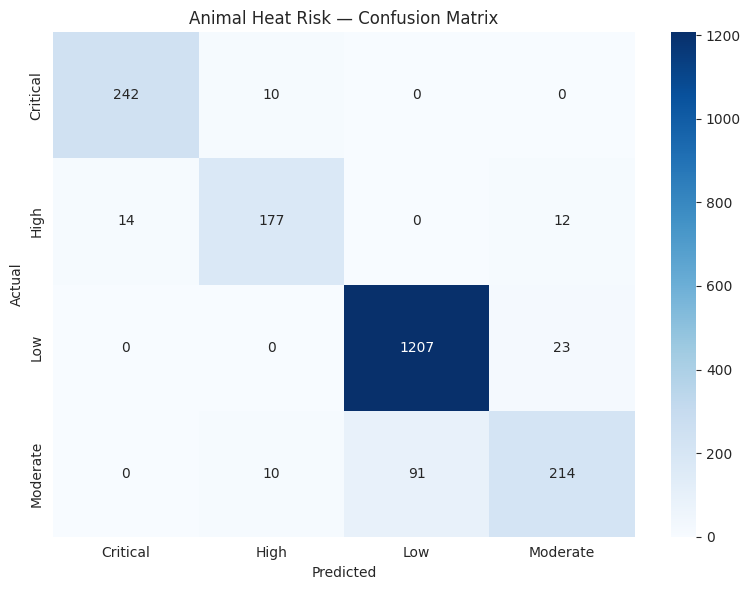 Animal Heat Risk — Confusion Matrix
Critical 242 10 0 0
High 14 177 0 12
Low 0 0 1207 23
Moderate 0 10 91 214
Critical High Low Moderate
Predicted
Actual
1200
1000
800
600
400
200
0